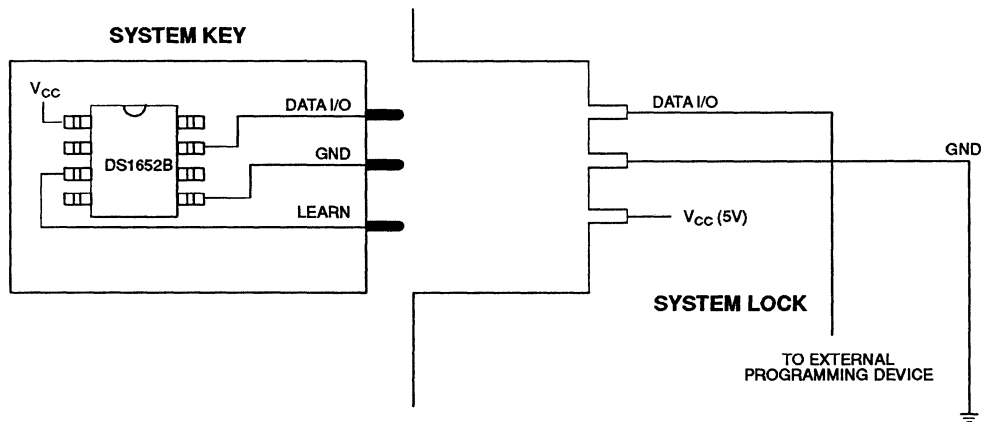 SYSTEM KEY
VCC
DS1652B
DATA I/O
GND
LEARN
DATA I/O
GND
VCC (5V)
SYSTEM LOCK
TO EXTERNAL
PROGRAMMING DEVICE